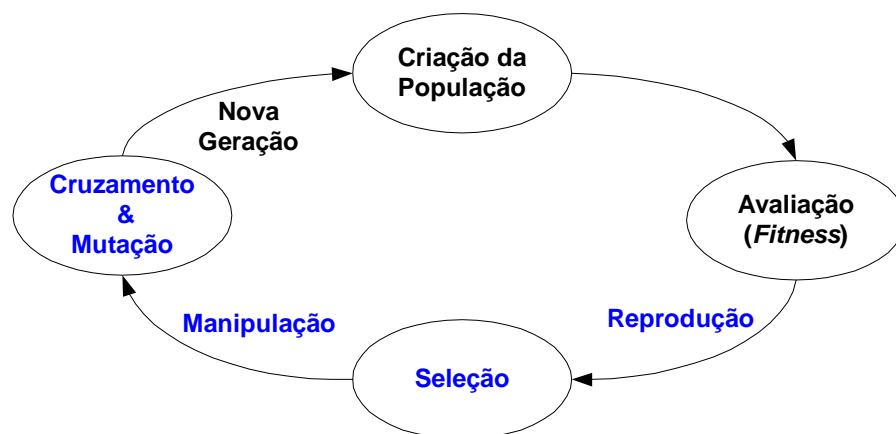 Criação da
População
Nova
Geração
Cruzamento
&
Mutação
Avaliação
(Fitness)
Manipulação
Reprodução
Seleção